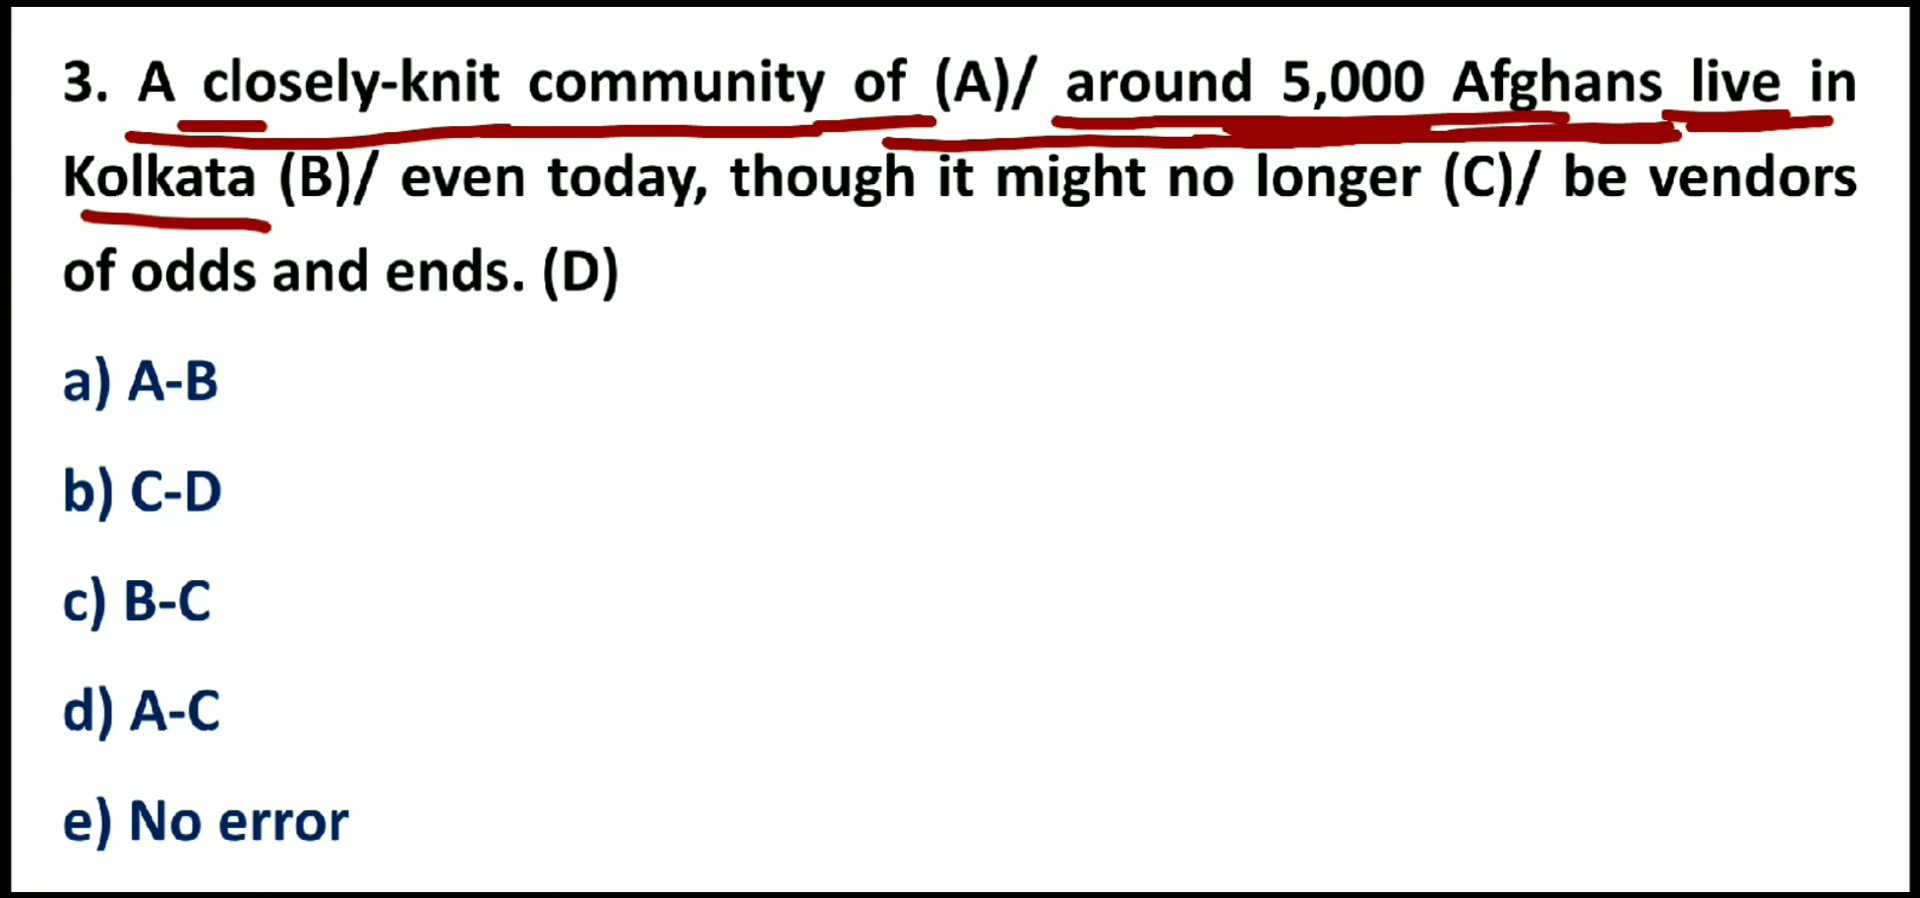 3. A closely-knit community of (A)/ around 5,000 Afghans live in
Kolkata (B)/ even today, though it might no longer (C)/ be vendors
of odds and ends. (D)
a) A-B
b) C-D
c) B-C
d) A-C
e) No error